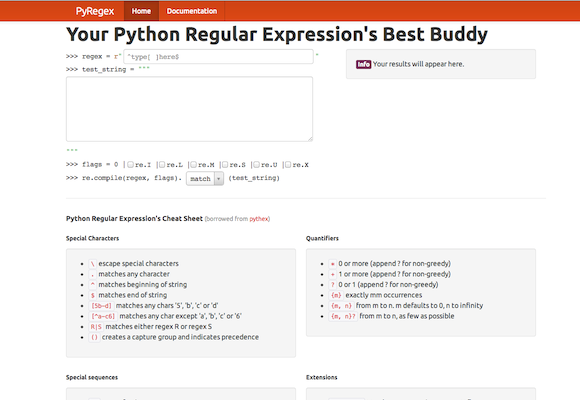 PyRegex Home Documentation
Your Python Regular Expression's Best Buddy
>>> regex = r" ^type[ ]here$ "
Info Your results will appear here.
>>> test_string = """
"""
>>> flags = 0 | re.I | re.L | re.M | re.S | re.U | re.X
>>> re.compile(regex, flags). match (test_string)
Python Regular Expression's Cheat Sheet (borrowed from pythex)
Special Characters
\ escape special characters
. matches any character
^ matches beginning of string
$ matches end of string
[5b-d] matches any chars '5', 'b', 'c' or 'd'
[^a-c6] matches any char except 'a', 'b', 'c' or '6'
R|S matches either regex R or regex S
() creates a capture group and indicates precedence
Quantifiers
* 0 or more (append ? for non-greedy)
+ 1 or more (append ? for non-greedy)
? 0 or 1 (append ? for non-greedy)
{m} exactly mm occurrences
{m, n} from m to n. m defaults to 0, n to infinity
{m, n}? from m to n, as few as possible
Special sequences
Extensions